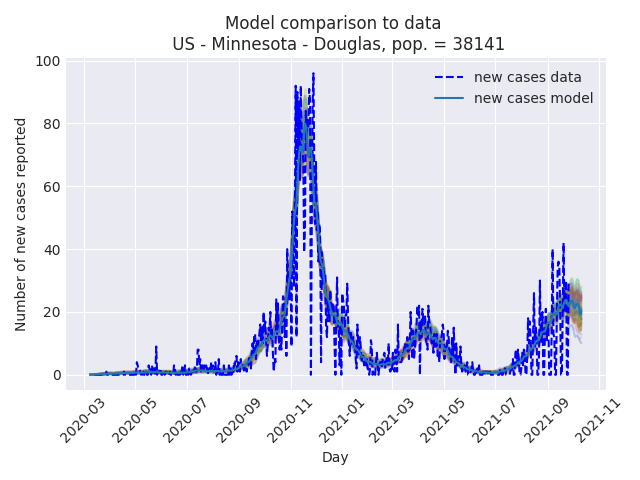 Model comparison to data
US - Minnesota - Douglas, pop. = 38141
new cases data
new cases model
Number of new cases reported
100
80
60
40
20
0
2020-03
2020-05
2020-07
2020-09
2020-11
2021-01
2021-03
2021-05
2021-07
2021-09
2021-11
Day